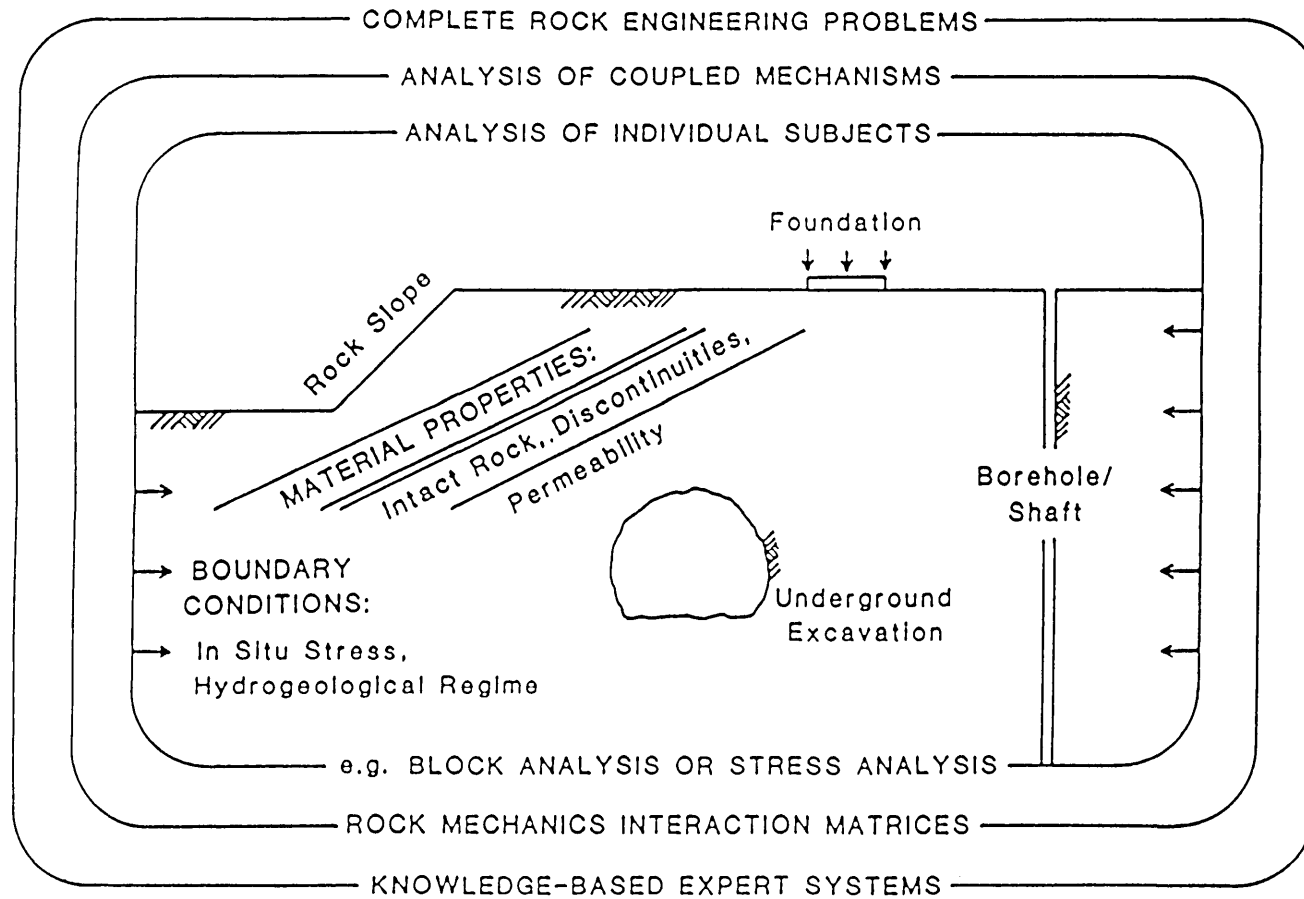 COMPLETE ROCK ENGINEERING PROBLEMS
ANALYSIS OF COUPLED MECHANISMS
ANALYSIS OF INDIVIDUAL SUBJECTS
Foundation
Rock Slope
MATERIAL PROPERTIES:
Intact Rock, Discontinuities,
Permeability
Borehole/
Shaft
BOUNDARY
CONDITIONS:
In Situ Stress,
Hydrogeological Regime
Underground
Excavation
e.g. BLOCK ANALYSIS OR STRESS ANALYSIS
ROCK MECHANICS INTERACTION MATRICES
KNOWLEDGE-BASED EXPERT SYSTEMS